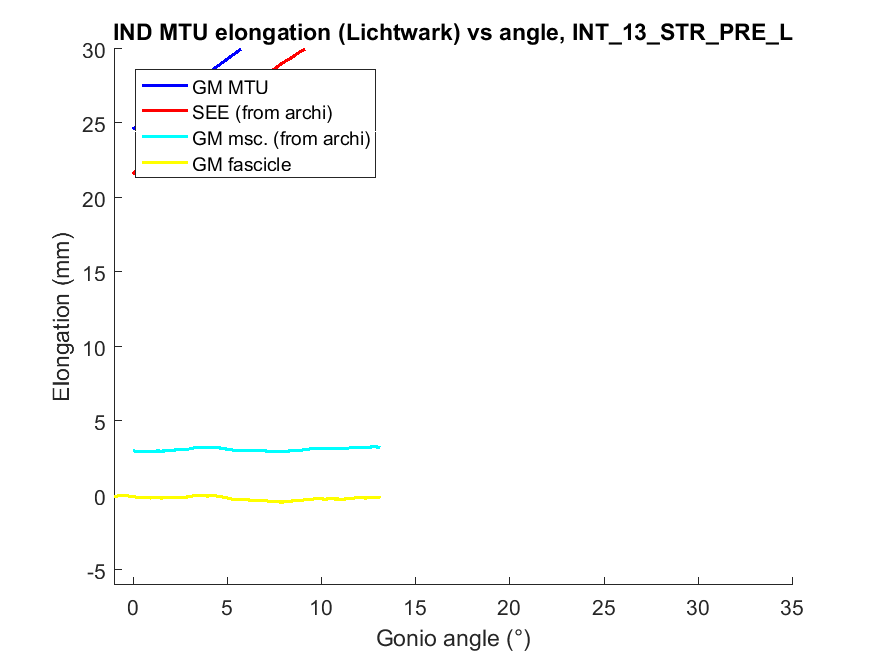 IND MTU elongation (Lichtwark) vs angle, INT_13_STR_PRE_L
30
25
20
15
10
5
0
-5
Elongation (mm)
GM MTU
SEE (from archi)
GM msc. (from archi)
GM fascicle
0 5 10 15 20 25 30 35
Gonio angle (°)